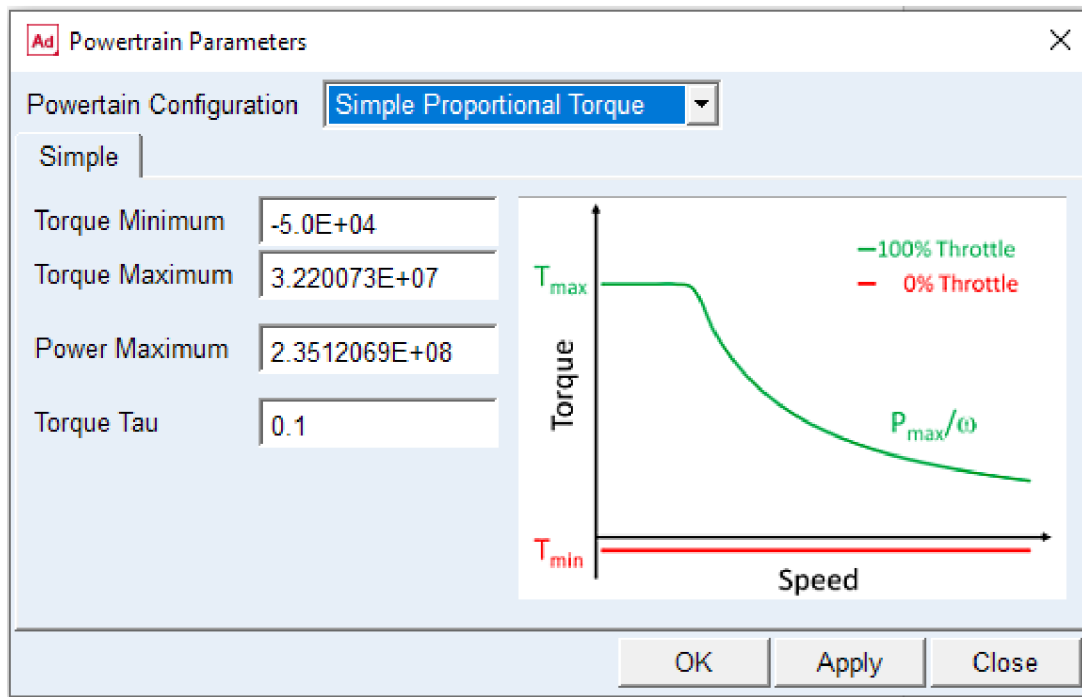 Ad Powertrain Parameters
Powertain Configuration Simple Proportional Torque
Simple
Torque Minimum -5.0E+04
Torque Maximum 3.220073E+07
Power Maximum 2.3512069E+08
Torque Tau 0.1
100% Throttle
0% Throttle
Tmax
Torque
Pmax/ω
Tmin
Speed
OK Apply Close